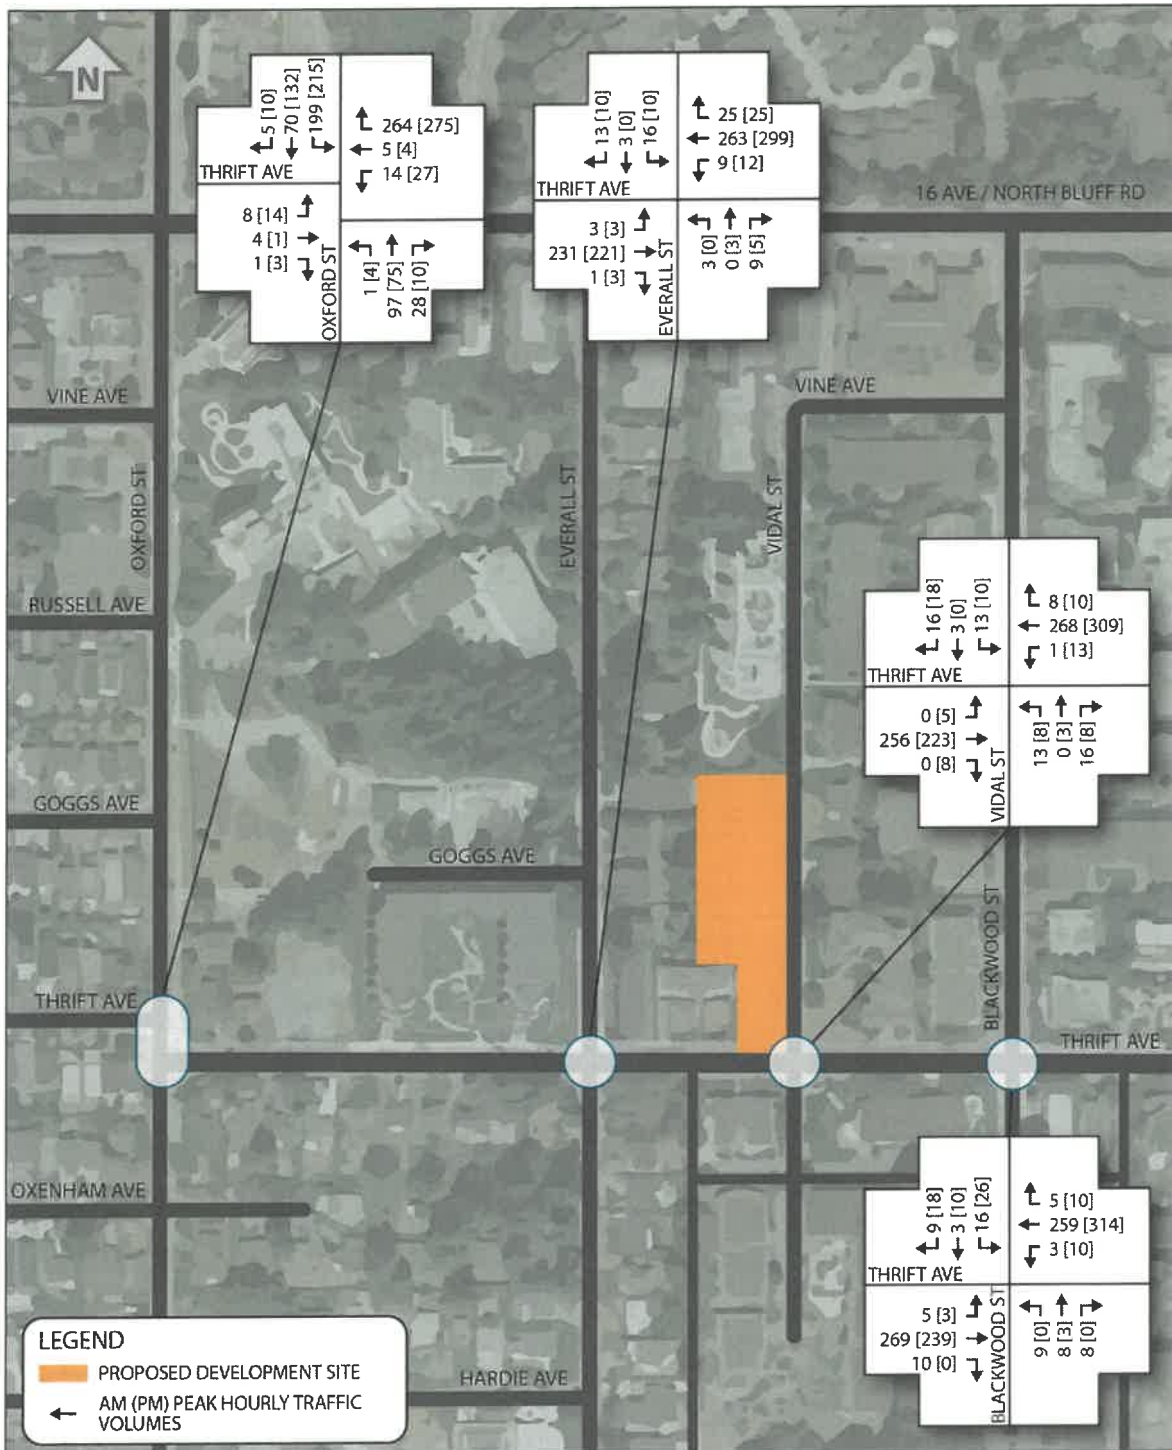 N
5 [10]
70 [132]
199 [215]
264 [275]
5 [4]
14 [27]
THRIFT AVE
8 [14]
4 [1]
1 [3]
OXFORD ST
1 [4]
97 [75]
28 [10]
13 [10]
3 [0]
16 [10]
25 [25]
263 [299]
9 [12]
THRIFT AVE
3 [3]
231 [221]
1 [3]
EVERALL ST
3 [0]
0 [3]
9 [5]
16 AVE / NORTH BLUFF RD
VINE AVE
VINE AVE
OXFORD ST
EVERALL ST
VIDAL ST
RUSSELL AVE
16 [18]
3 [0]
13 [10]
8 [10]
268 [309]
1 [13]
THRIFT AVE
0 [5]
256 [223]
0 [8]
VIDAL ST
13 [8]
0 [3]
16 [8]
GOGGS AVE
GOGGS AVE
BLACKWOOD ST
THRIFT AVE
THRIFT AVE
OXENHAM AVE
9 [18]
3 [10]
16 [26]
5 [10]
259 [314]
3 [10]
THRIFT AVE
5 [3]
269 [239]
10 [0]
BLACKWOOD ST
9 [0]
8 [3]
8 [0]
HARDIE AVE
LEGEND
PROPOSED DEVELOPMENT SITE
AM (PM) PEAK HOURLY TRAFFIC
VOLUMES